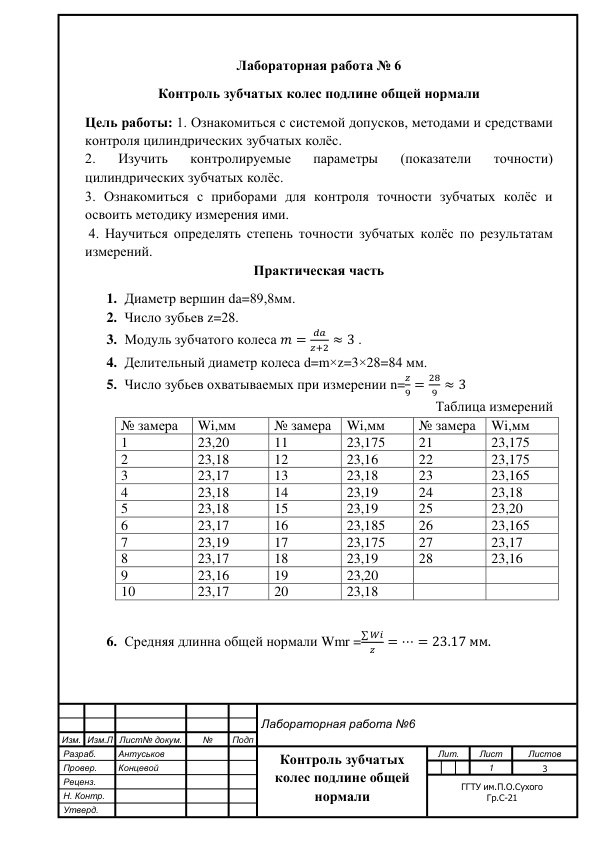 Лабораторная работа № 6
Контроль зубчатых колес подлине общей нормали
Цель работы: 1. Ознакомиться с системой допусков, методами и средствами
контроля цилиндрических зубчатых колёс.
2. Изучить контролируемые параметры (показатели точности)
цилиндрических зубчатых колёс.
3. Ознакомиться с приборами для контроля точности зубчатых колёс и
освоить методику измерения ими.
4. Научиться определять степень точности зубчатых колёс по результатам
измерений.
Практическая часть
1. Диаметр вершин da=89,8мм.
2. Число зубьев z=28.
3. Модуль зубчатого колеса m = da/(z+2) ≈ 3 .
4. Делительный диаметр колеса d=m×z=3×28=84 мм.
5. Число зубьев охватываемых при измерении n=z/9 = 28/9 ≈ 3
Таблица измерений
№ замера Wi,мм № замера Wi,мм № замера Wi,мм
1 23,20 11 23,175 21 23,175
2 23,18 12 23,16 22 23,175
3 23,17 13 23,18 23 23,165
4 23,18 14 23,19 24 23,18
5 23,18 15 23,19 25 23,20
6 23,17 16 23,185 26 23,165
7 23,19 17 23,175 27 23,17
8 23,17 18 23,19 28 23,16
9 23,16 19 23,20
10 23,17 20 23,18
6. Средняя длинна общей нормали Wmr =∑Wi/z = ⋯ = 23.17 мм.
Лабораторная работа №6
Изм. Изм.Л Лист№ докум. № Подп
Разраб. Антуськов
Провер. Концевой
Реценз.
Н. Контр.
Утверд.
Контроль зубчатых
колес подлине общей
нормали
Лит. Лист Листов
1 3
ГГТУ им.П.О.Сухого
Гр.С-21